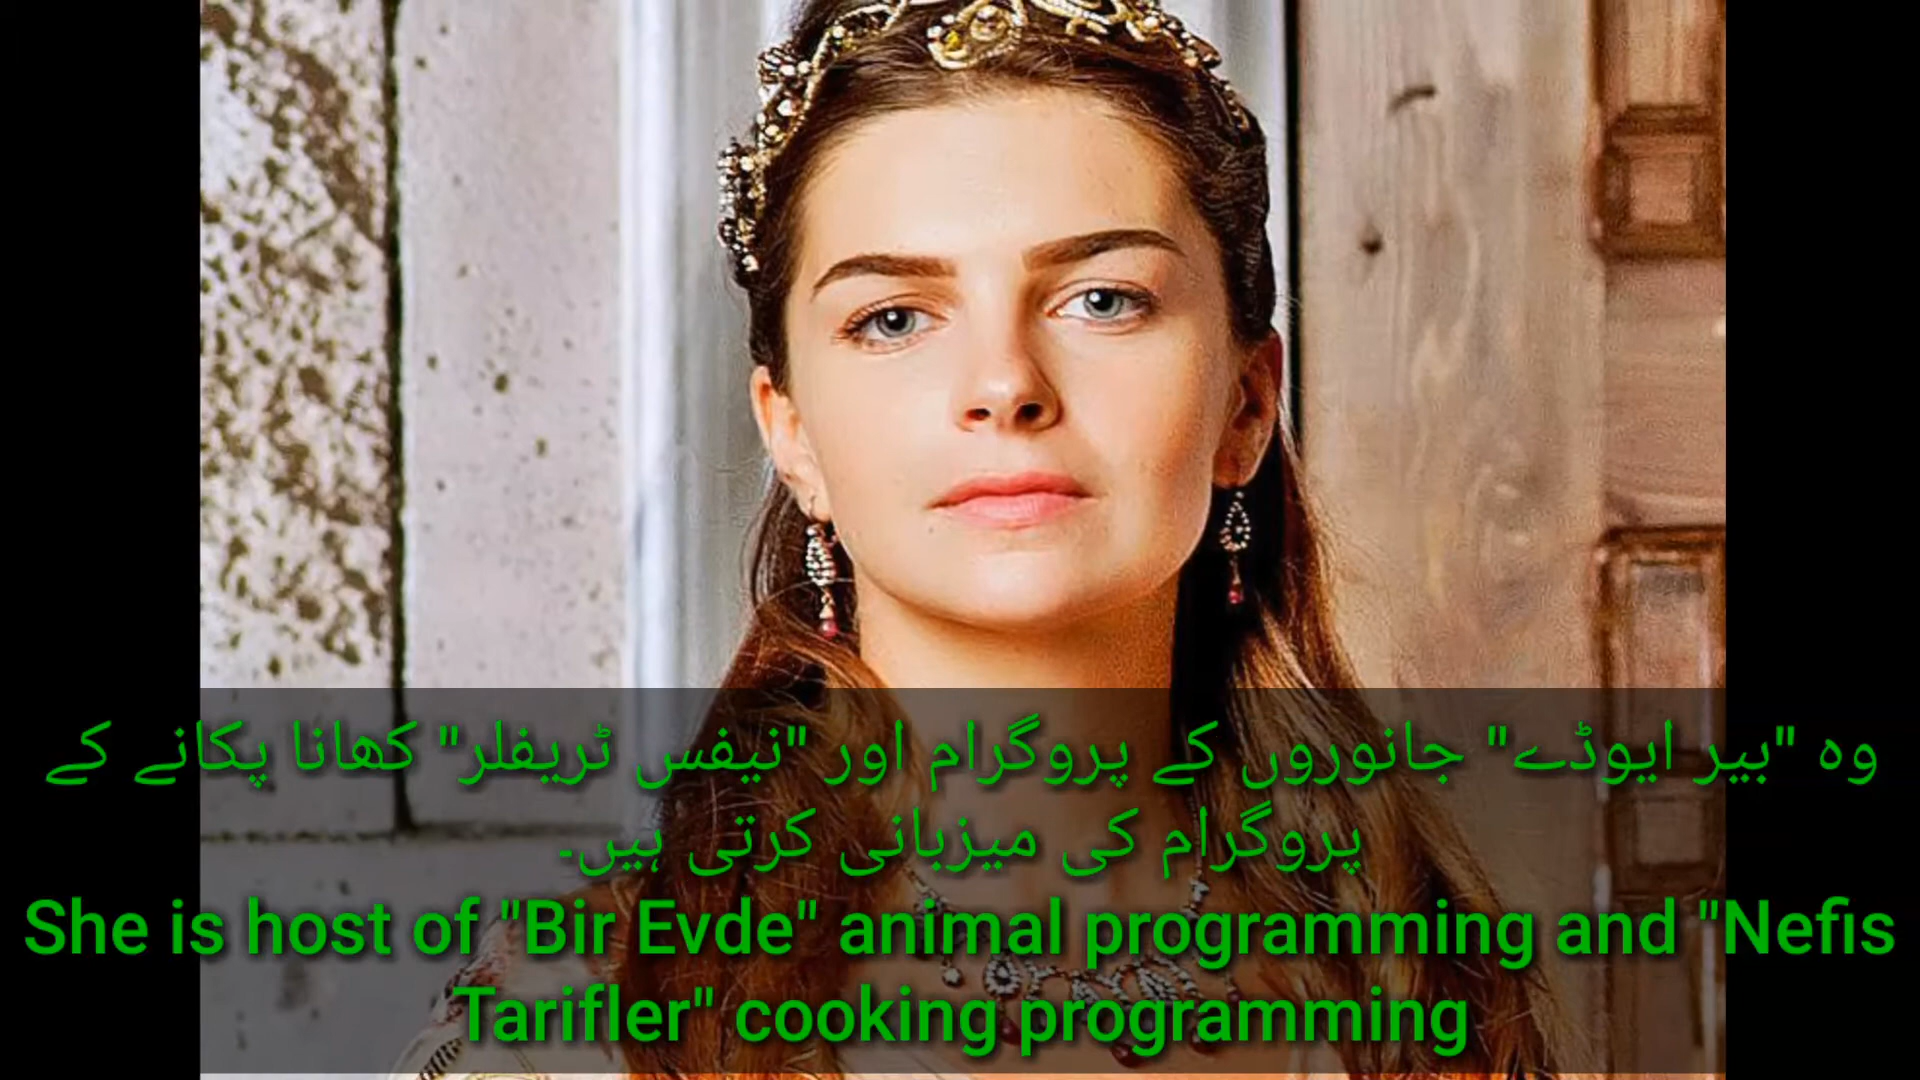 وہ "بیر ایوڈے" جانوروں کے پروگرام اور "نیفس ٹریفلر" کھانا پکانے کے
پروگرام کی میزبانی کرتی ہیں۔
She is host of "Bir Evde" animal programming and "Nefis
Tarifler" cooking programming